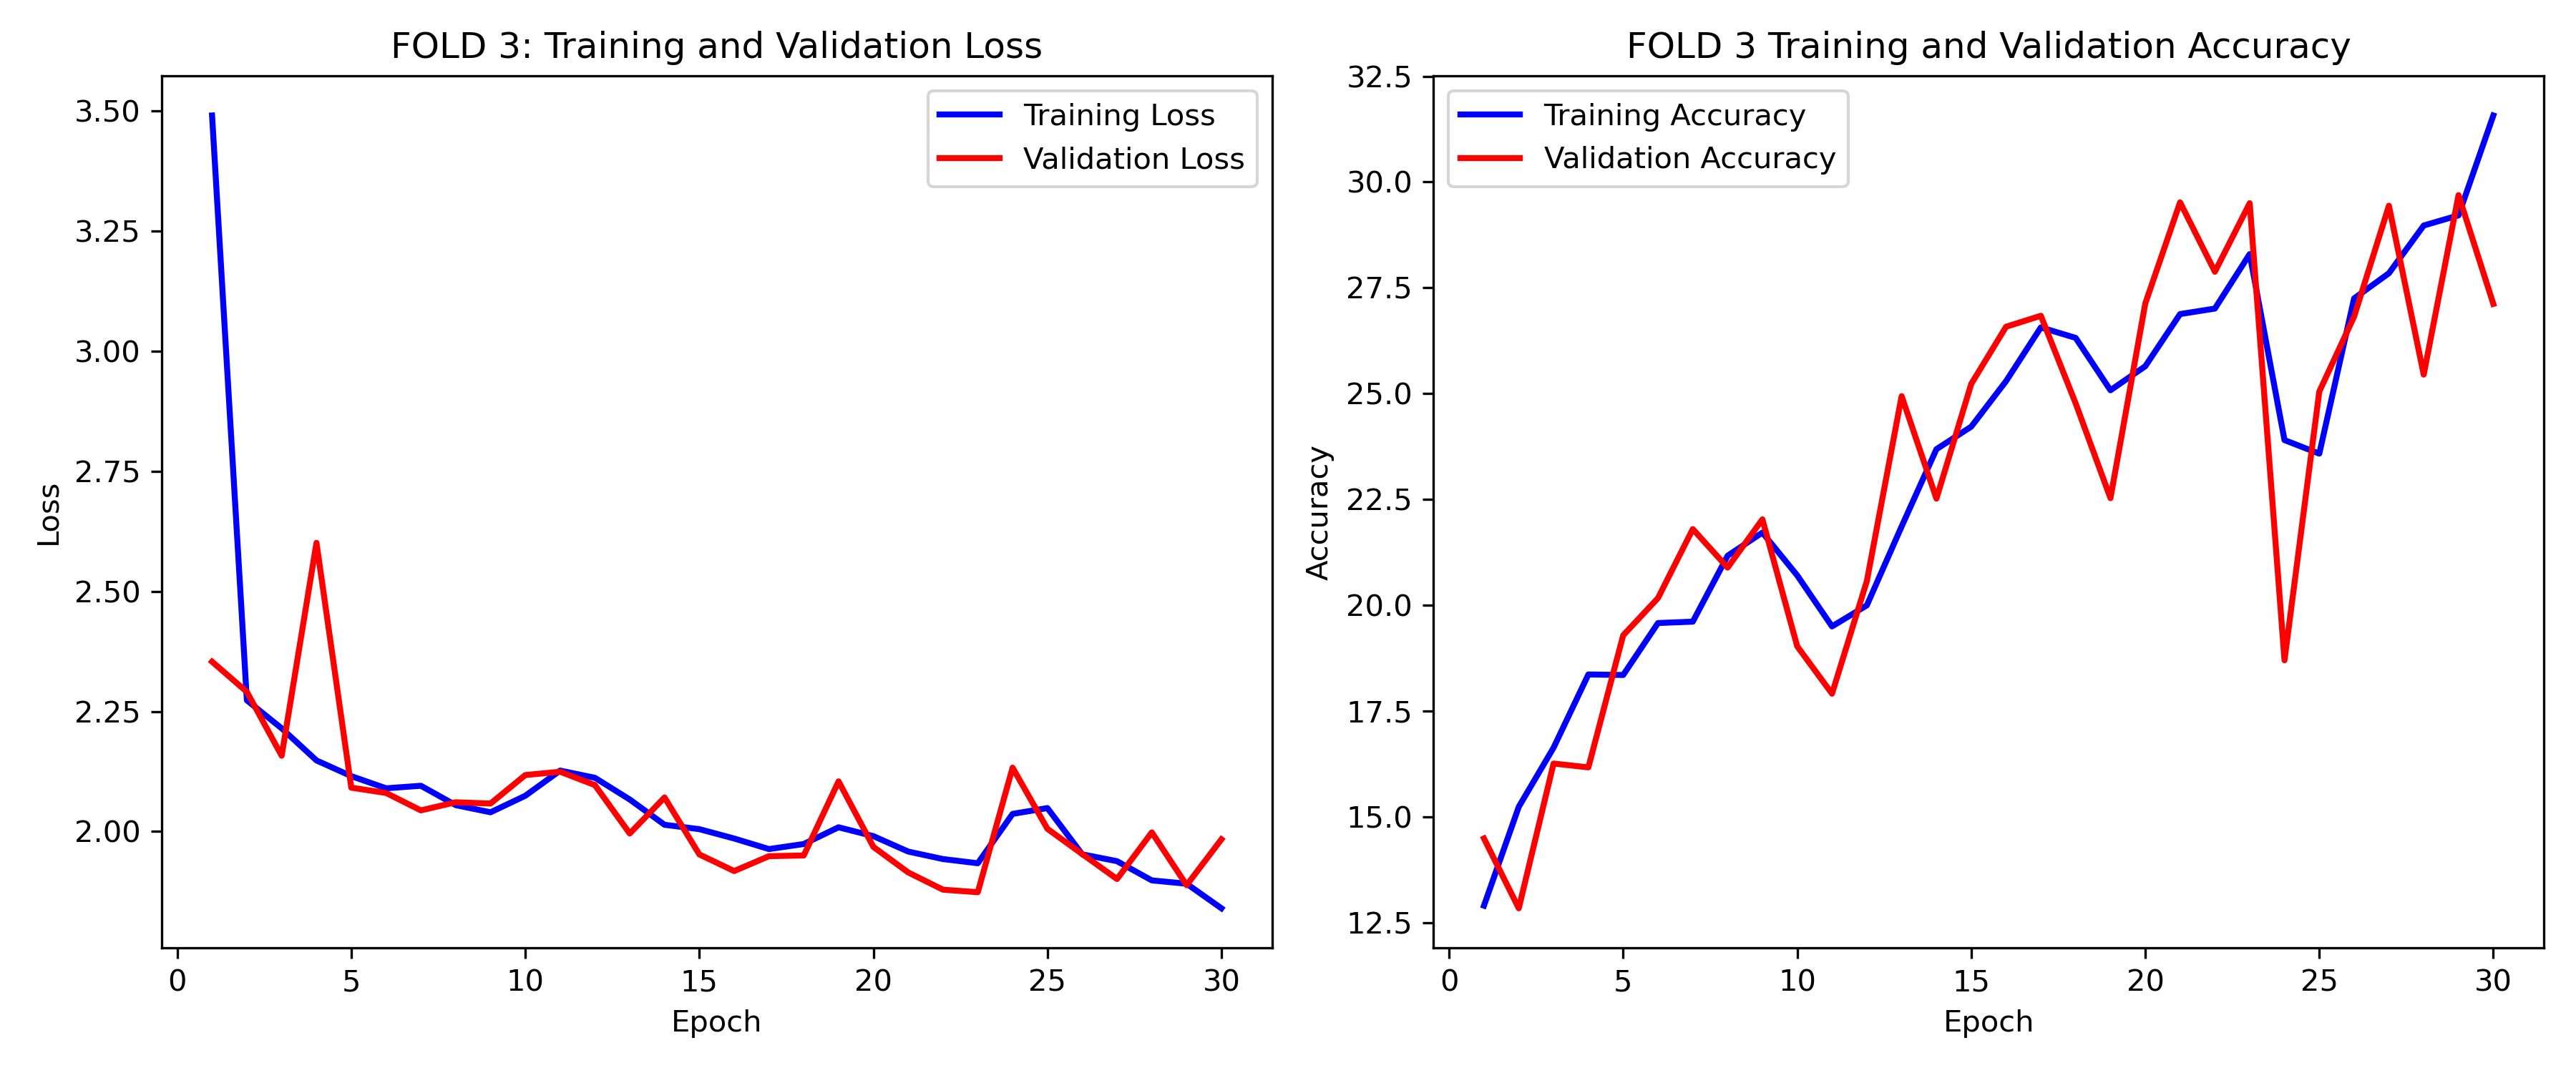 FOLD 3: Training and Validation Loss
Training Loss
Validation Loss
3.50
3.25
3.00
2.75
2.50
2.25
2.00
Loss
0 5 10 15 20 25 30
Epoch
FOLD 3 Training and Validation Accuracy
Training Accuracy
Validation Accuracy
32.5
30.0
27.5
25.0
22.5
20.0
17.5
15.0
12.5
Accuracy
0 5 10 15 20 25 30
Epoch